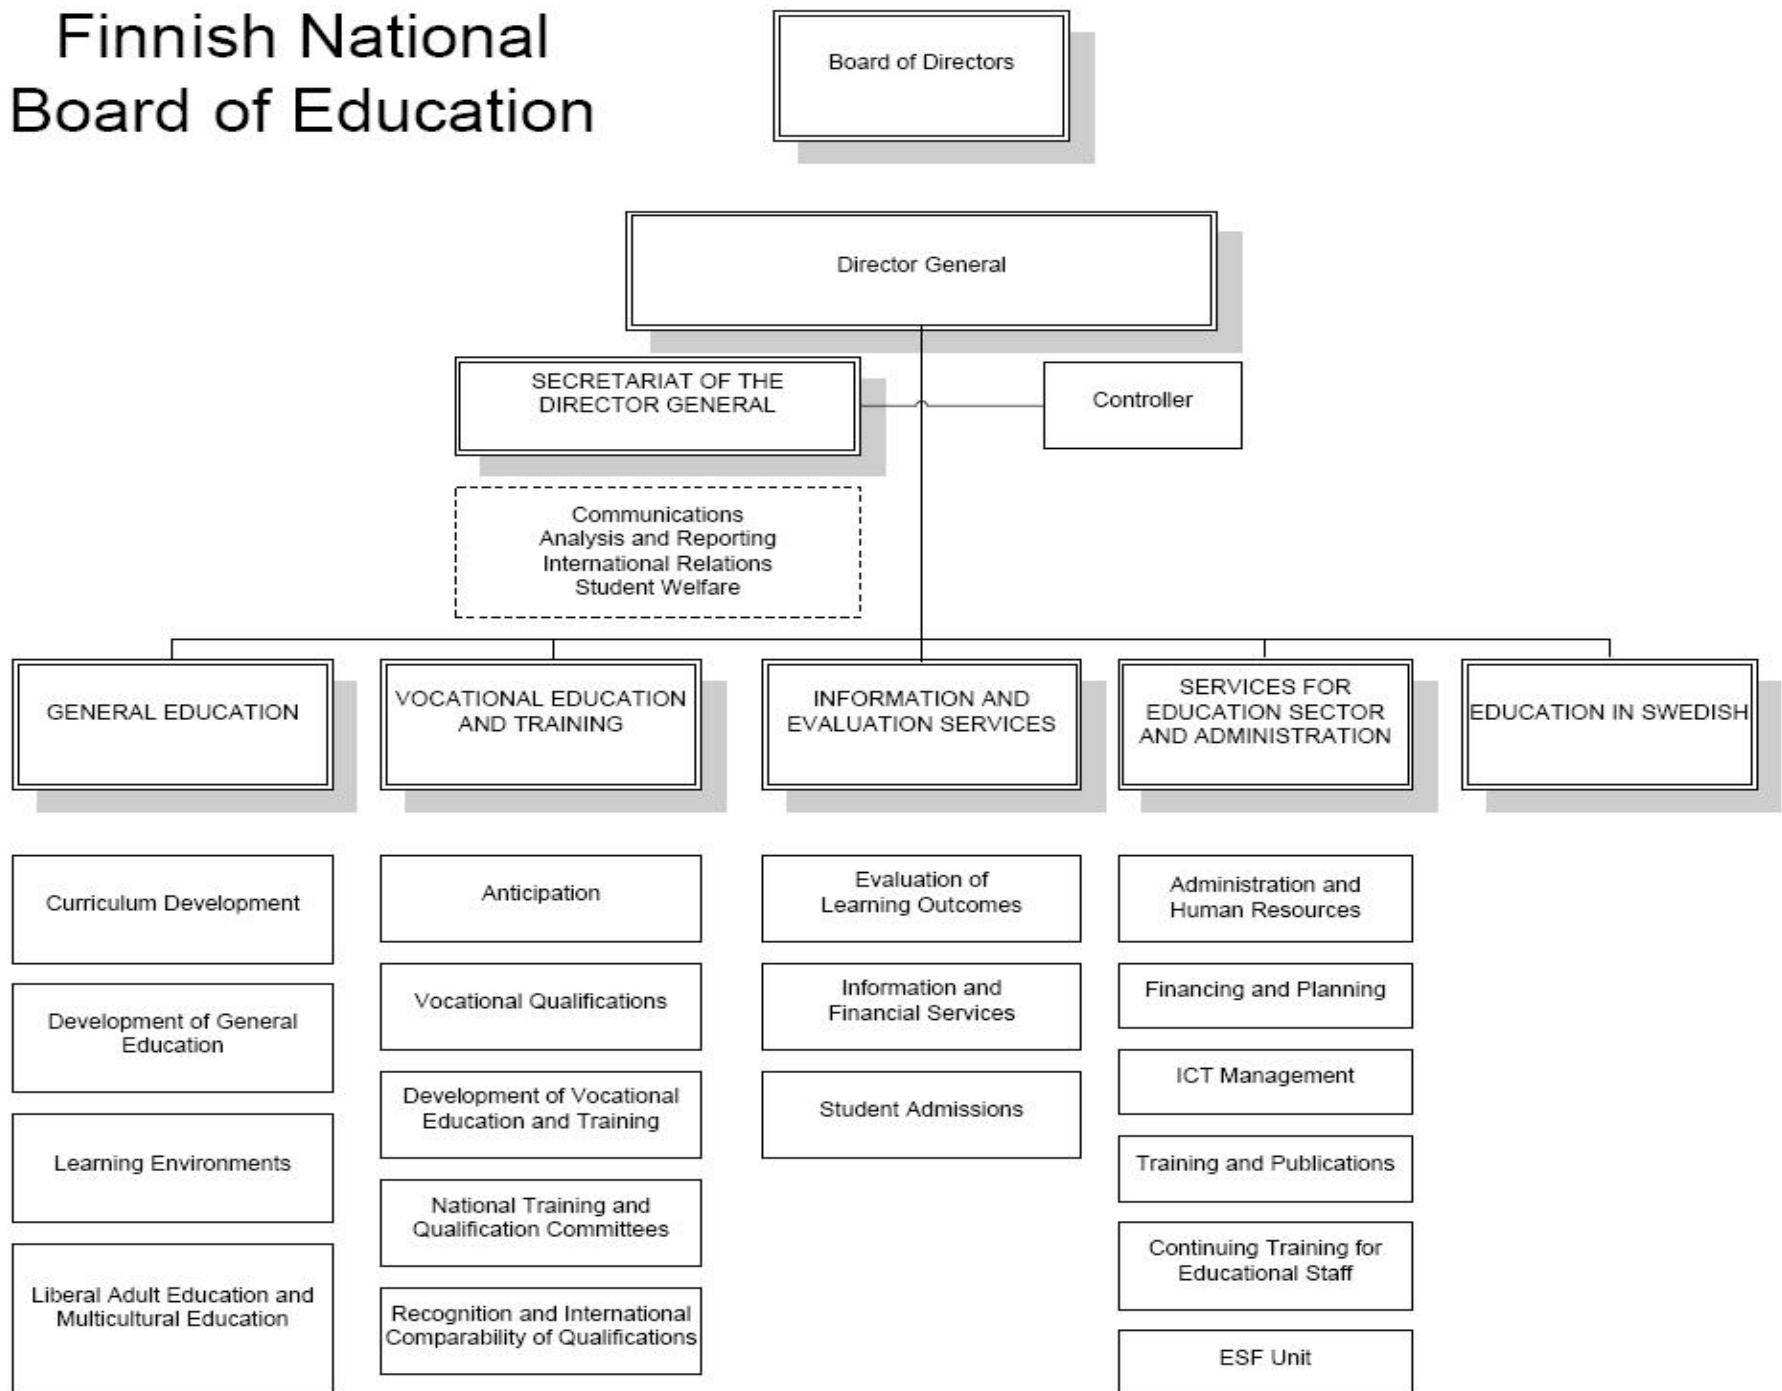 Finnish National
Board of Education
Board of Directors
Director General
SECRETARIAT OF THE
DIRECTOR GENERAL
Controller
Communications
Analysis and Reporting
International Relations
Student Welfare
GENERAL EDUCATION
VOCATIONAL EDUCATION
AND TRAINING
INFORMATION AND
EVALUATION SERVICES
SERVICES FOR
EDUCATION SECTOR
AND ADMINISTRATION
EDUCATION IN SWEDISH
Curriculum Development
Development of General
Education
Learning Environments
Liberal Adult Education and
Multicultural Education
Anticipation
Vocational Qualifications
Development of Vocational
Education and Training
National Training and
Qualification Committees
Recognition and International
Comparability of Qualifications
Evaluation of
Learning Outcomes
Information and
Financial Services
Student Admissions
Administration and
Human Resources
Financing and Planning
ICT Management
Training and Publications
Continuing Training for
Educational Staff
ESF Unit